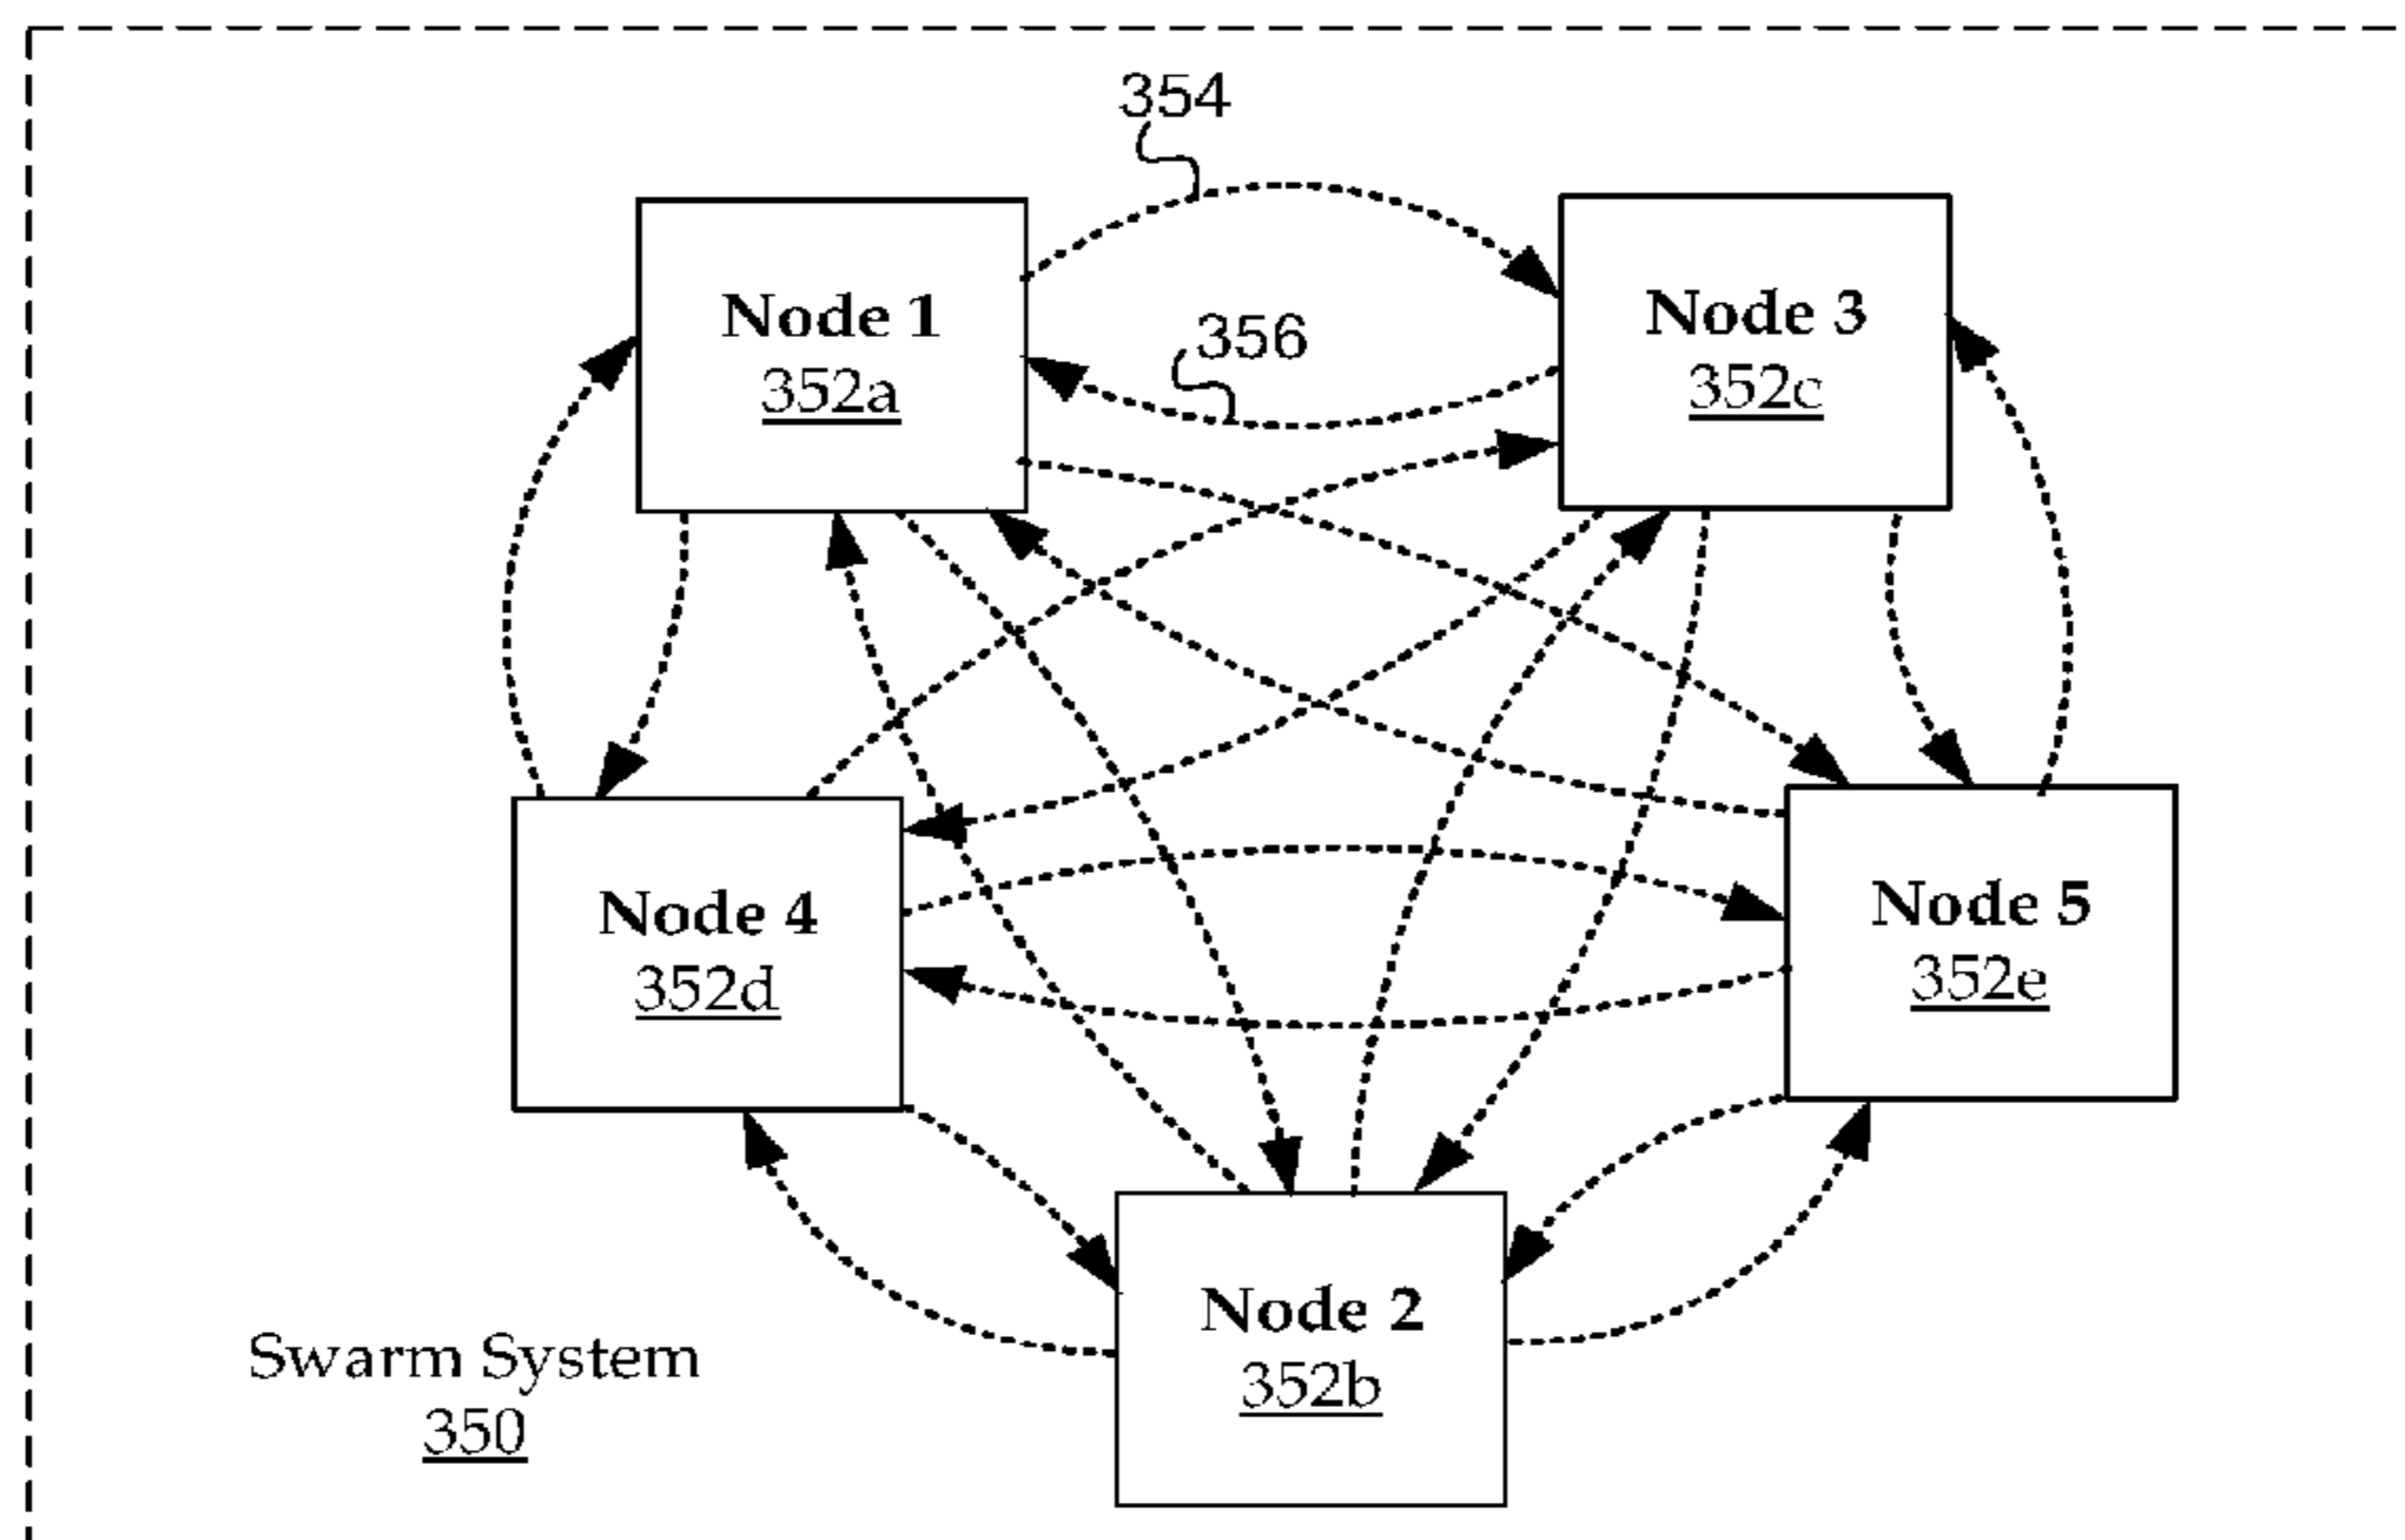 354
Node 1
352a
356
Node 3
352c
Node 4
352d
Node 5
352e
Node 2
352b
Swarm System
350